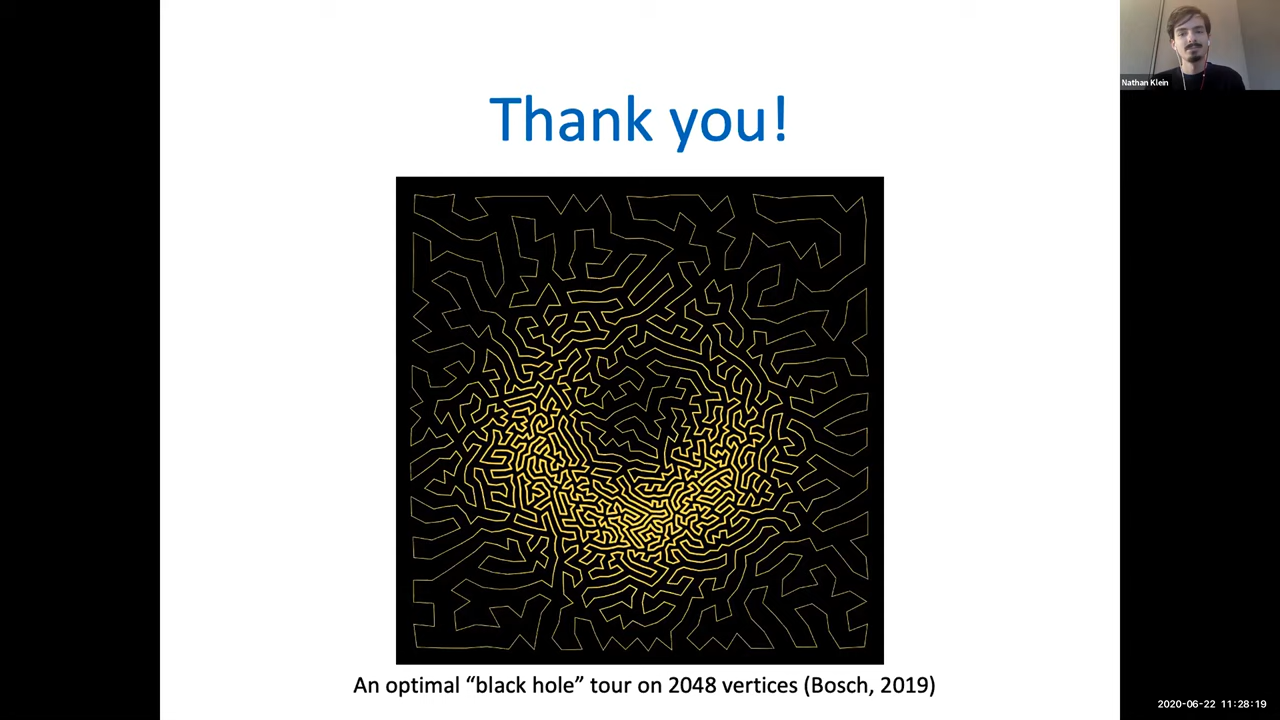 Nathan Klein
Thank you!
An optimal “black hole” tour on 2048 vertices (Bosch, 2019)
2020-06-22 11:28:19